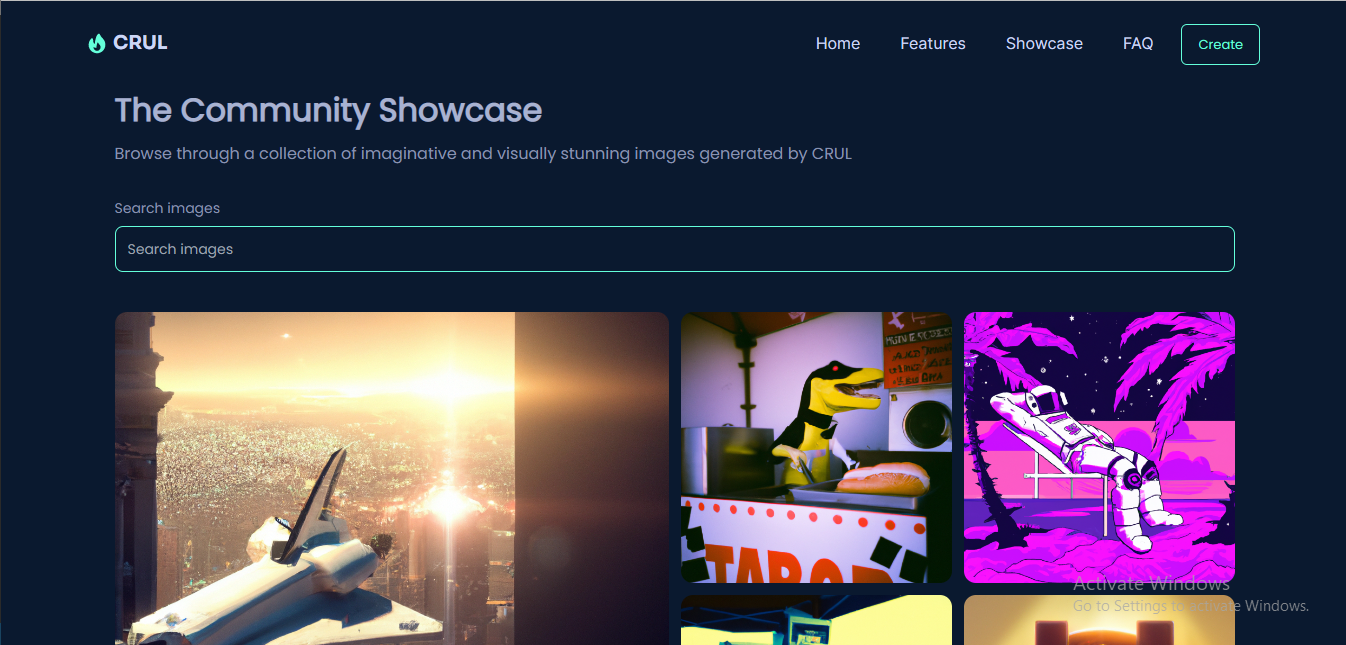 CRUL
Home Features Showcase FAQ Create
The Community Showcase
Browse through a collection of imaginative and visually stunning images generated by CRUL
Search images
Search images
Activate Windows
Go to Settings to activate Windows.